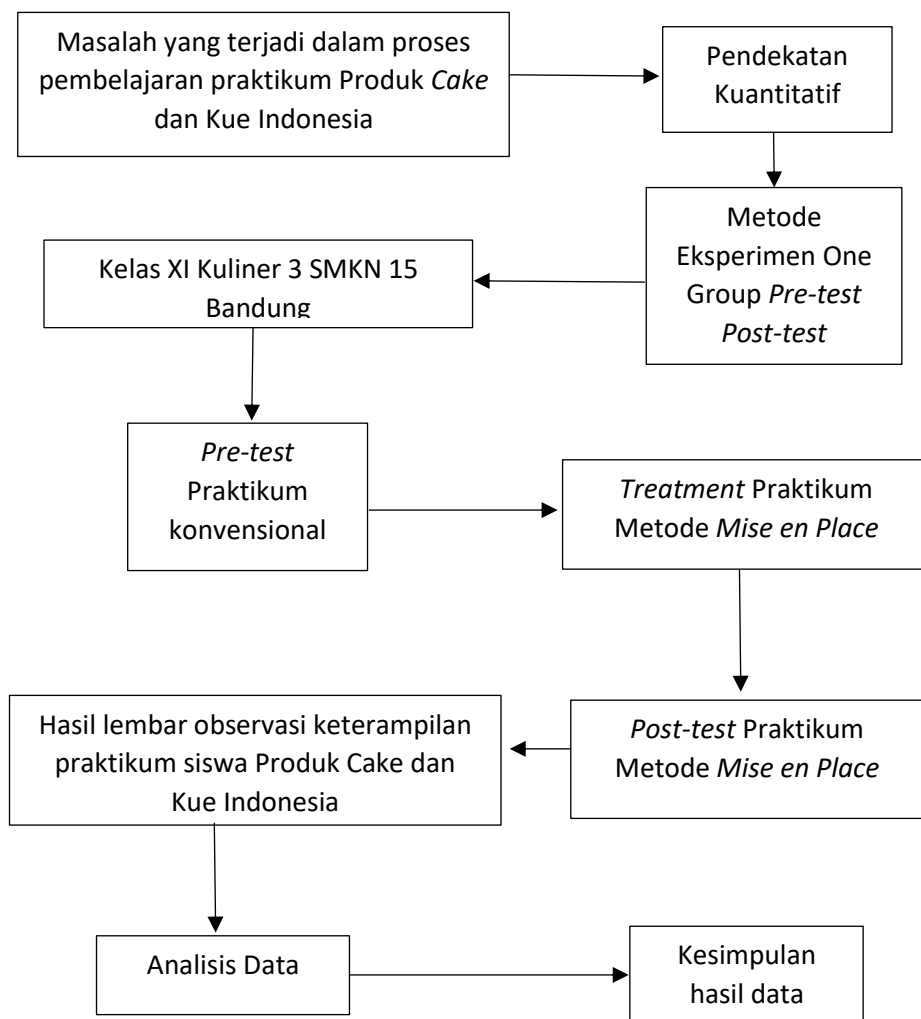 Masalah yang terjadi dalam proses
pembelajaran praktikum Produk Cake
dan Kue Indonesia
Pendekatan
Kuantitatif
Metode
Eksperimen One
Group Pre-test
Post-test
Kelas XI Kuliner 3 SMKN 15
Bandung
Pre-test
Praktikum
konvensional
Treatment Praktikum
Metode Mise en Place
Post-test Praktikum
Metode Mise en Place
Hasil lembar observasi keterampilan
praktikum siswa Produk Cake dan
Kue Indonesia
Analisis Data
Kesimpulan
hasil data